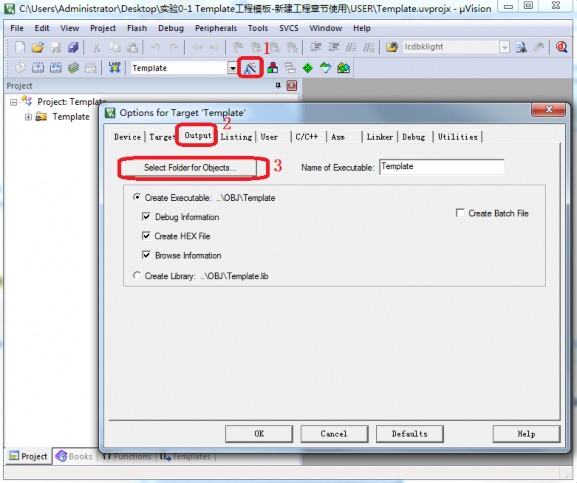 C:\Users\Administrator\Desktop\实验0-1 Template工程模板-新建工程章节使用\USER\Template.uvprojx - µVision
File Edit View Project Flash Debug Peripherals Tools SVCS Window Help
lcdbklight
1
LOAD Template
Project
Project: Template
Template
Options for Target 'Template'
2
Device Target Output Listing User C/C++ Asm Linker Debug Utilities
Select Folder for Objects... 3 Name of Executable: Template
Create Executable: ..\OBJ\Template
Debug Information Create Batch File
Create HEX File
Browse Information
Create Library: ..\OBJ\Template.lib
OK Cancel Defaults Help
Project Books {} Functions Templates